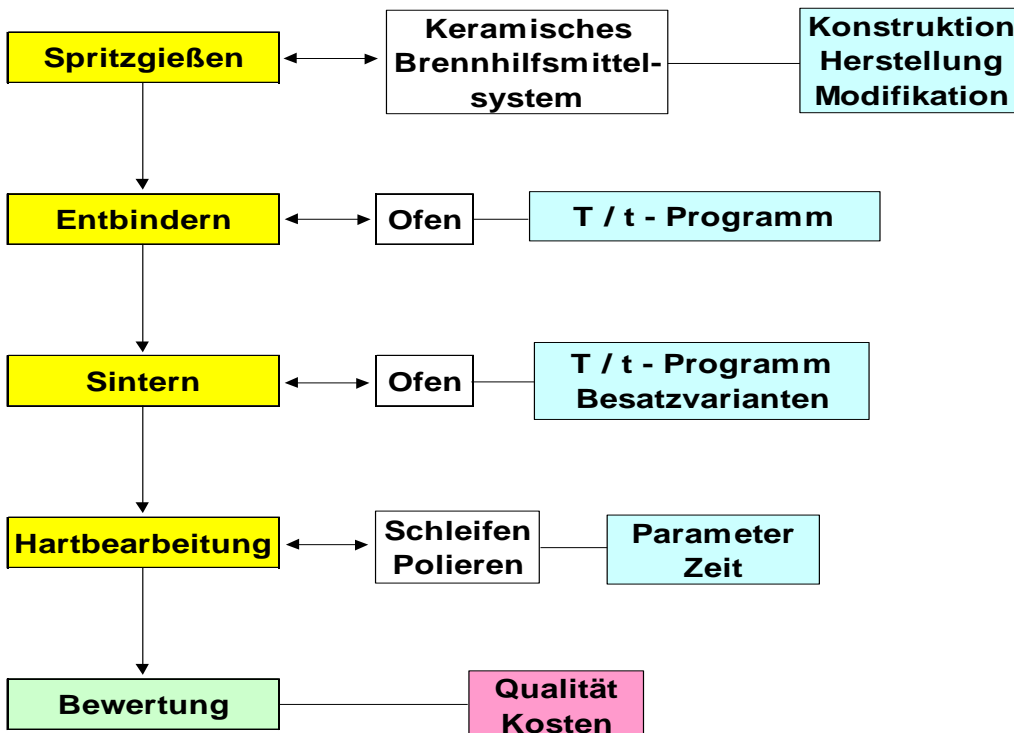 Spritzgießen
Keramisches
Brennhilfsmittel-
system
Konstruktion
Herstellung
Modifikation
Entbindern
Ofen
T / t - Programm
Sintern
Ofen
T / t - Programm
Besatzvarianten
Hartbearbeitung
Schleifen
Polieren
Parameter
Zeit
Bewertung
Qualität
Kosten